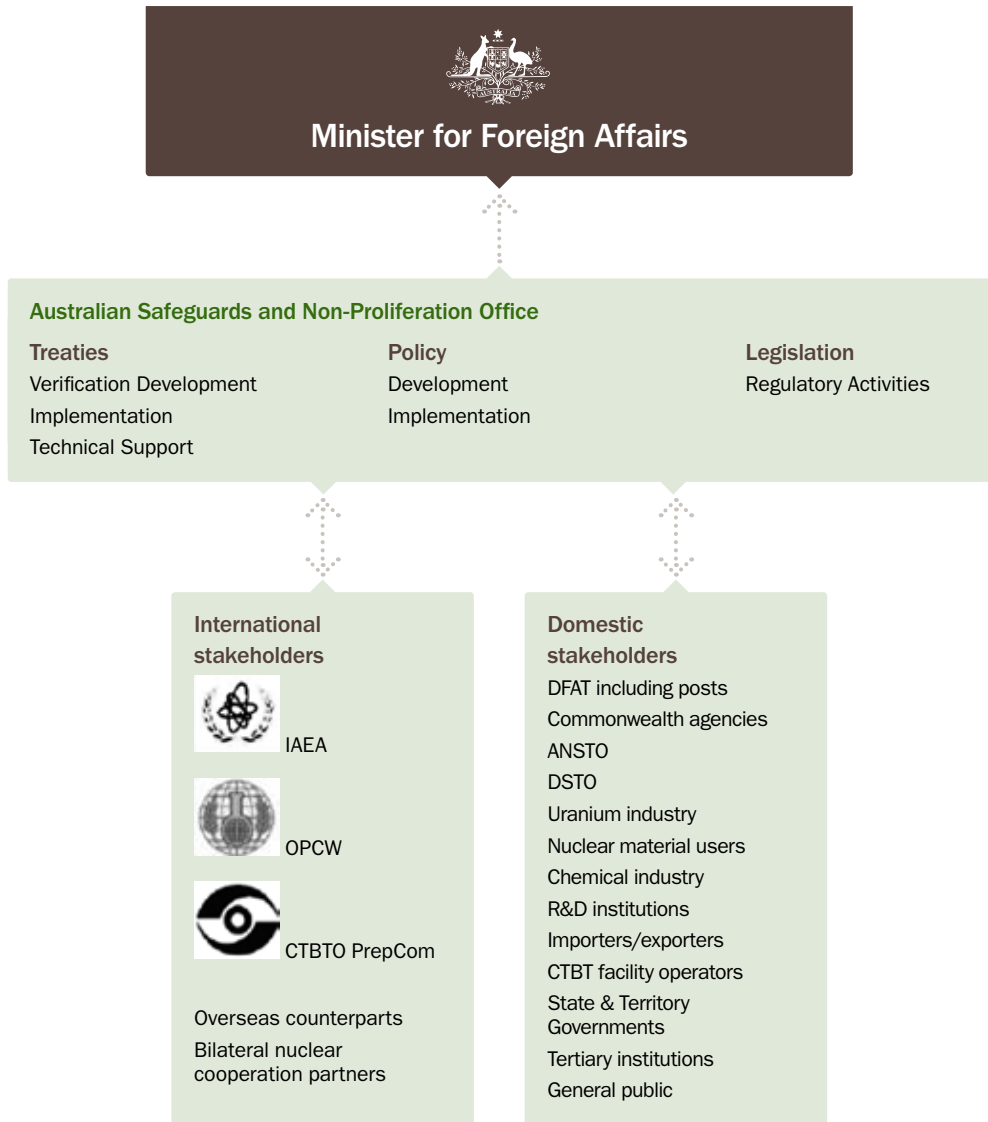 AUSTRALIA
Minister for Foreign Affairs
Australian Safeguards and Non-Proliferation Office
Treaties
Verification Development
Implementation
Technical Support
Policy
Development
Implementation
Legislation
Regulatory Activities
International
stakeholders
IAEA
OPCW
CTBTO PrepCom
Overseas counterparts
Bilateral nuclear
cooperation partners
Domestic
stakeholders
DFAT including posts
Commonwealth agencies
ANSTO
DSTO
Uranium industry
Nuclear material users
Chemical industry
R&D institutions
Importers/exporters
CTBT facility operators
State & Territory
Governments
Tertiary institutions
General public